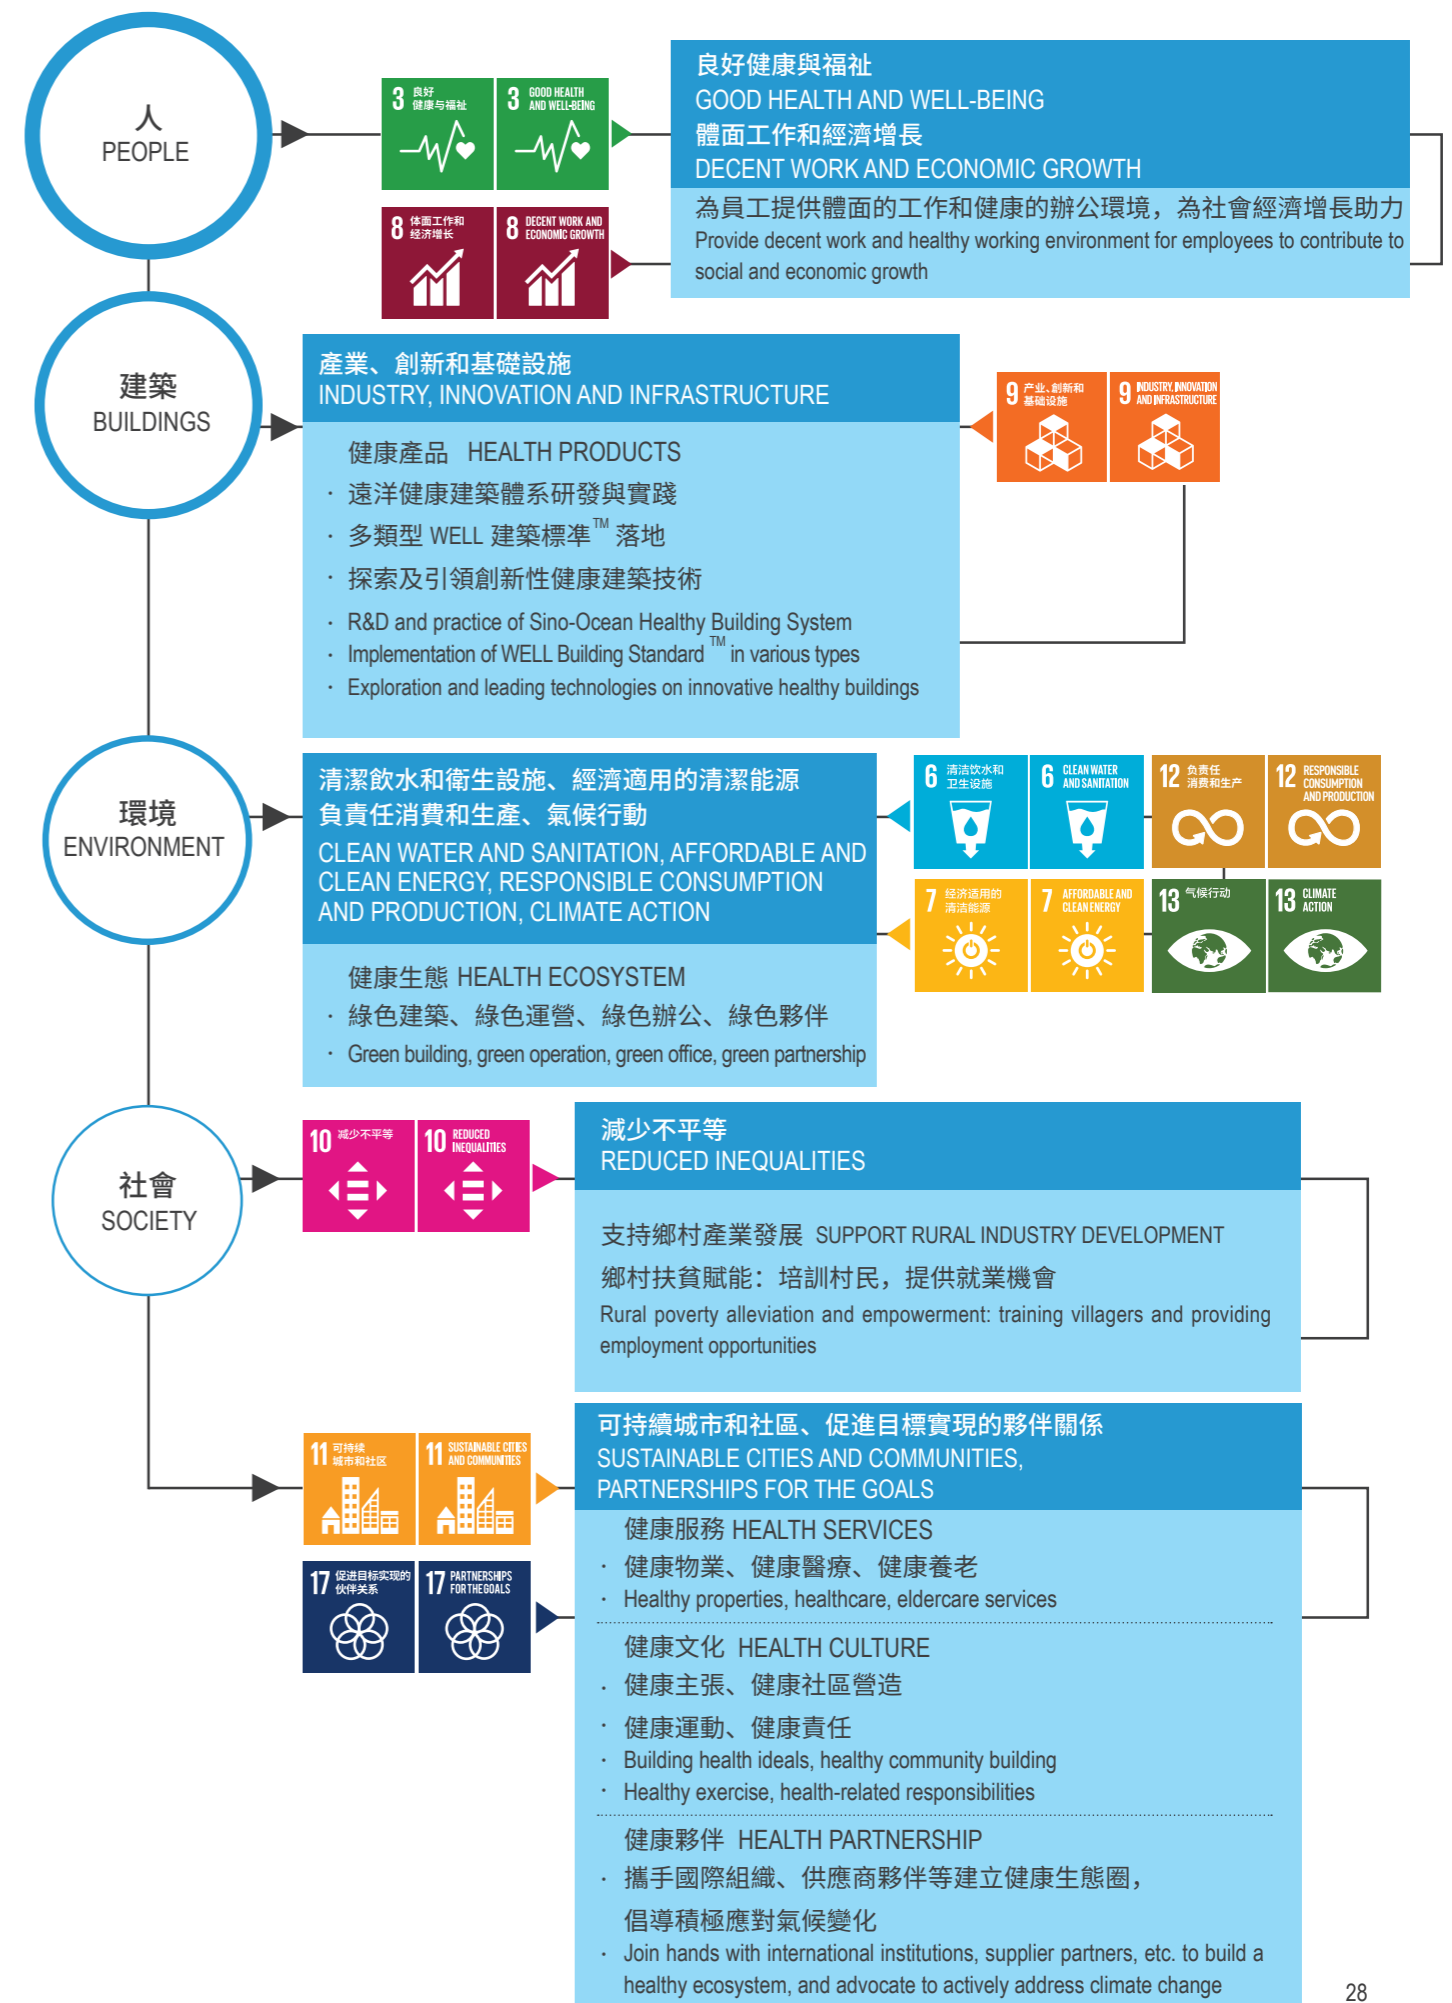 人
PEOPLE
3 良好
健康与福祉
3 GOOD HEALTH
AND WELL-BEING
8 体面工作和
经济增长
8 DECENT WORK AND
ECONOMIC GROWTH
良好健康與福祉
GOOD HEALTH AND WELL-BEING
體面工作和經濟增長
DECENT WORK AND ECONOMIC GROWTH
為員工提供體面的工作和健康的辦公環境，為社會經濟增長助力
Provide decent work and healthy working environment for employees to contribute to
social and economic growth
建築
BUILDINGS
產業、創新和基礎設施
INDUSTRY, INNOVATION AND INFRASTRUCTURE
健康產品 HEALTH PRODUCTS
· 遠洋健康建築體系研發與實踐
· 多類型 WELL 建築標準™ 落地
· 探索及引領創新性健康建築技術
· R&D and practice of Sino-Ocean Healthy Building System
· Implementation of WELL Building Standard ™ in various types
· Exploration and leading technologies on innovative healthy buildings
9 产业、创新和
基础设施
9 INDUSTRY, INNOVATION
AND INFRASTRUCTURE
環境
ENVIRONMENT
清潔飲水和衛生設施、經濟適用的清潔能源
負責任消費和生產、氣候行動
CLEAN WATER AND SANITATION, AFFORDABLE AND
CLEAN ENERGY, RESPONSIBLE CONSUMPTION
AND PRODUCTION, CLIMATE ACTION
健康生態 HEALTH ECOSYSTEM
· 綠色建築、綠色運營、綠色辦公、綠色夥伴
· Green building, green operation, green office, green partnership
6 清洁饮水和
卫生设施
6 CLEAN WATER
AND SANITATION
12 负责任
消费和生产
12 RESPONSIBLE
CONSUMPTION
AND PRODUCTION
7 经济适用的
清洁能源
7 AFFORDABLE AND
CLEAN ENERGY
13 气候行动
13 CLIMATE
ACTION
社會
SOCIETY
10 减少不平等
10 REDUCED
INEQUALITIES
減少不平等
REDUCED INEQUALITIES
支持鄉村產業發展 SUPPORT RURAL INDUSTRY DEVELOPMENT
鄉村扶貧賦能：培訓村民，提供就業機會
Rural poverty alleviation and empowerment: training villagers and providing
employment opportunities
11 可持续
城市和社区
11 SUSTAINABLE CITIES
AND COMMUNITIES
17 促进目标实现的
伙伴关系
17 PARTNERSHIPS
FOR THE GOALS
可持續城市和社區、促進目標實現的夥伴關係
SUSTAINABLE CITIES AND COMMUNITIES,
PARTNERSHIPS FOR THE GOALS
健康服務 HEALTH SERVICES
· 健康物業、健康醫療、健康養老
· Healthy properties, healthcare, eldercare services
健康文化 HEALTH CULTURE
· 健康主張、健康社區營造
· 健康運動、健康責任
· Building health ideals, healthy community building
· Healthy exercise, health-related responsibilities
健康夥伴 HEALTH PARTNERSHIP
· 攜手國際組織、供應商夥伴等建立健康生態圈，
倡導積極應對氣候變化
· Join hands with international institutions, supplier partners, etc. to build a
healthy ecosystem, and advocate to actively address climate change
28